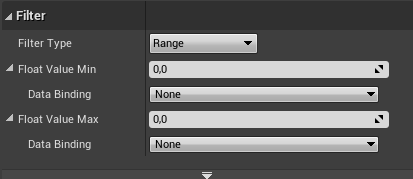 Filter
Filter Type Range
Float Value Min 0,0
Data Binding None
Float Value Max 0,0
Data Binding None